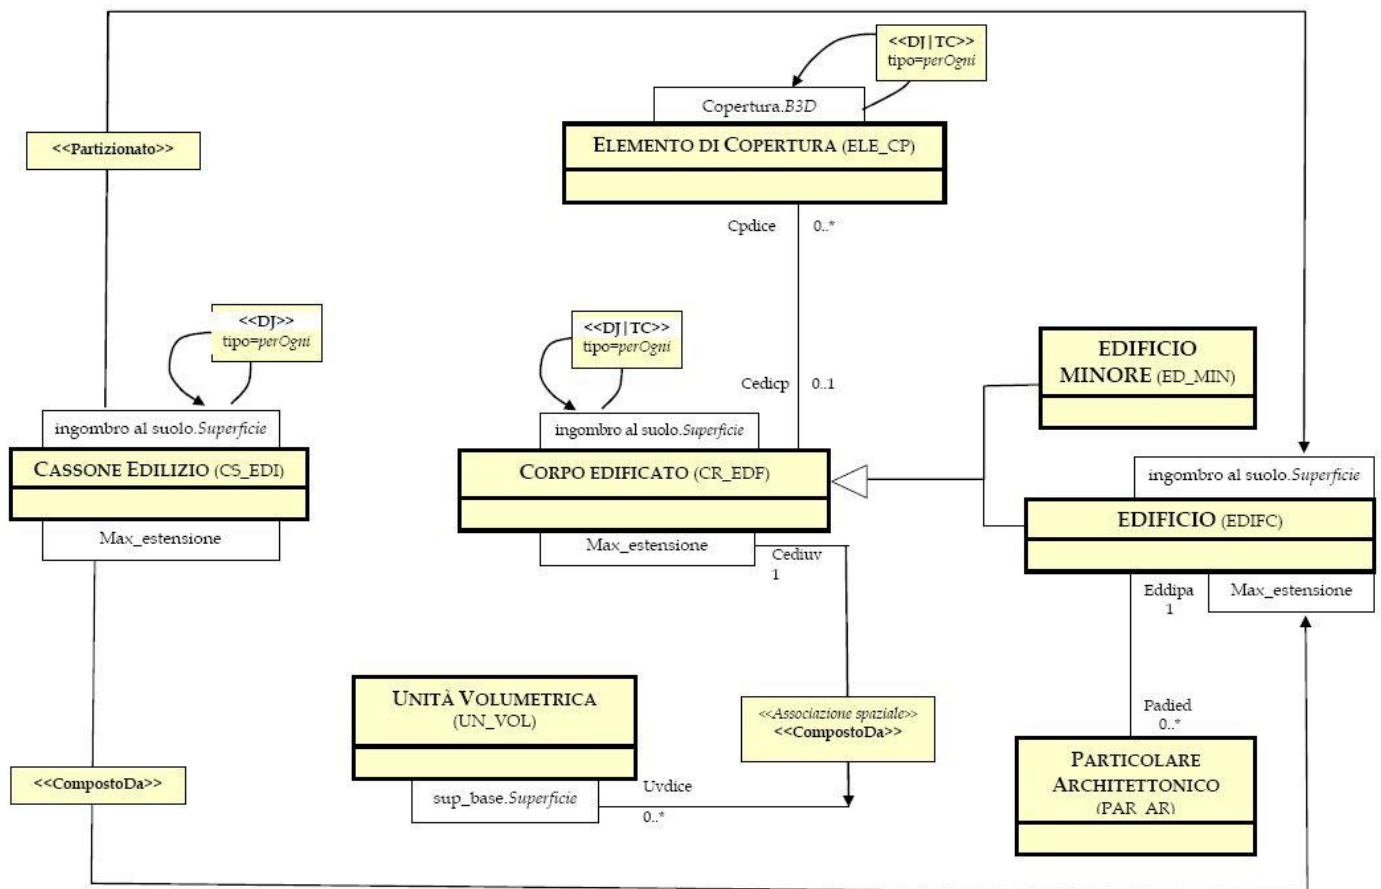 <<DJ|TC>>
tipo=perOgni
Copertura.B3D
<<Partizionato>>
ELEMENTO DI COPERTURA (ELE_CP)
Cpdice
0..*
<<DJ>>
tipo=perOgni
<<DJ|TC>>
tipo=perOgni
EDIFICIO
MINORE (ED_MIN)
Cedicp
0..1
ingombro al suolo.Superficie
ingombro al suolo.Superficie
CASSONE EDILIZIO (CS_EDI)
CORPO EDIFICATO (CR_EDF)
ingombro al suolo.Superficie
EDIFICIO (EDIFC)
Max_estensione
Max_estensione
Cediuv
1
Eddipa
1
Max_estensione
UNITÀ VOLUMETRICA
(UN_VOL)
<<Associazione spaziale>>
<<CompostoDa>>
Padied
0..*
<<CompostoDa>>
sup_base.Superficie
Uvdice
0..*
PARTICOLARE
ARCHITETTONICO
(PAR_AR)